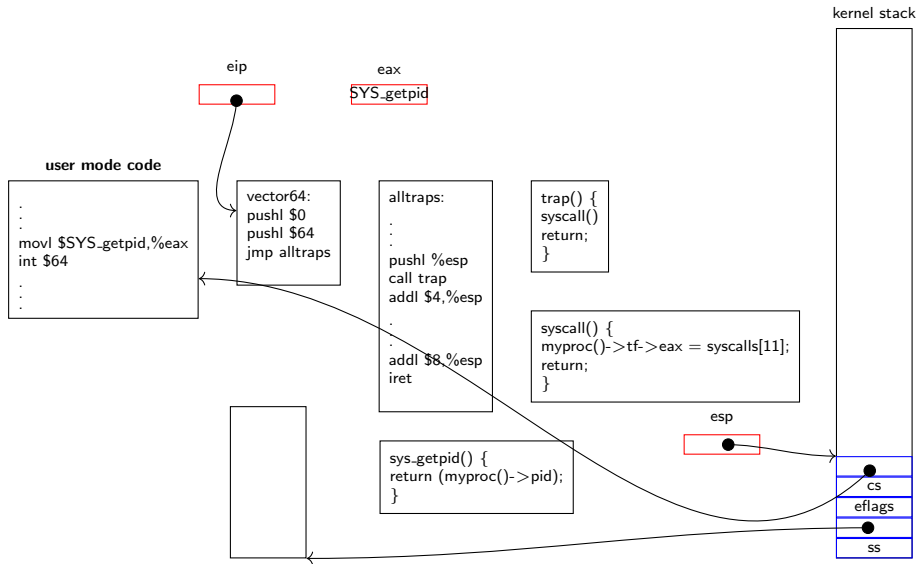 kernel stack
eip
eax
SYS_getpid
user mode code
.
.
.
movl $SYS_getpid,%eax
int $64
.
.
.
vector64:
pushl $0
pushl $64
jmp alltraps
alltraps:
.
.
.
pushl %esp
call trap
addl $4,%esp
.
.
.
addl $8,%esp
iret
trap() {
syscall()
return;
}
syscall() {
myproc()->tf->eax = syscalls[11];
return;
}
sys_getpid() {
return (myproc()->pid);
}
esp
cs
eflags
ss